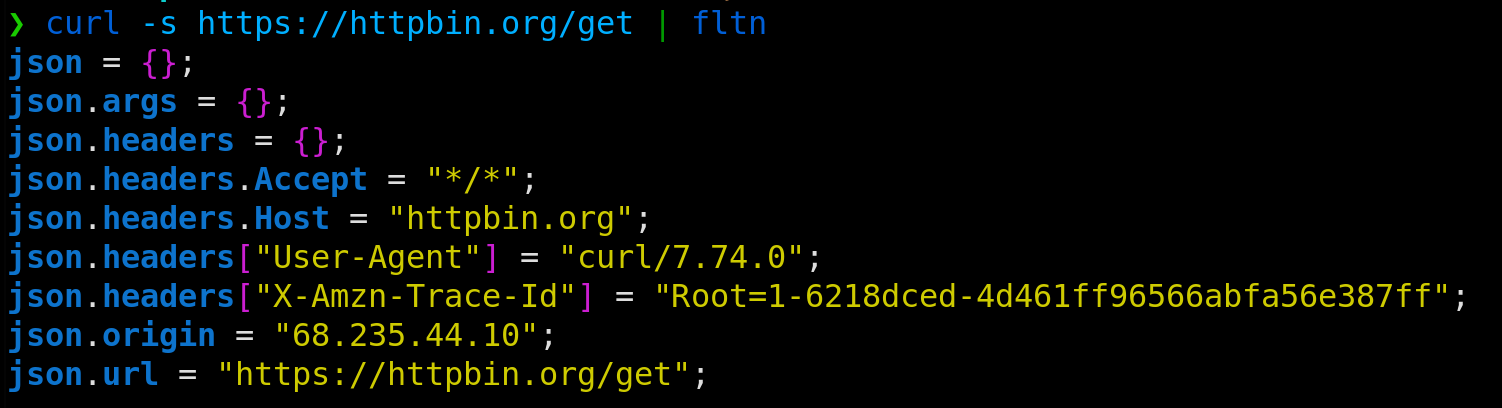 ❯ curl -s https://httpbin.org/get | fltn
json = {};
json.args = {};
json.headers = {};
json.headers.Accept = "*/*";
json.headers.Host = "httpbin.org";
json.headers["User-Agent"] = "curl/7.74.0";
json.headers["X-Amzn-Trace-Id"] = "Root=1-6218dced-4d461ff96566abfa56e387ff";
json.origin = "68.235.44.10";
json.url = "https://httpbin.org/get";